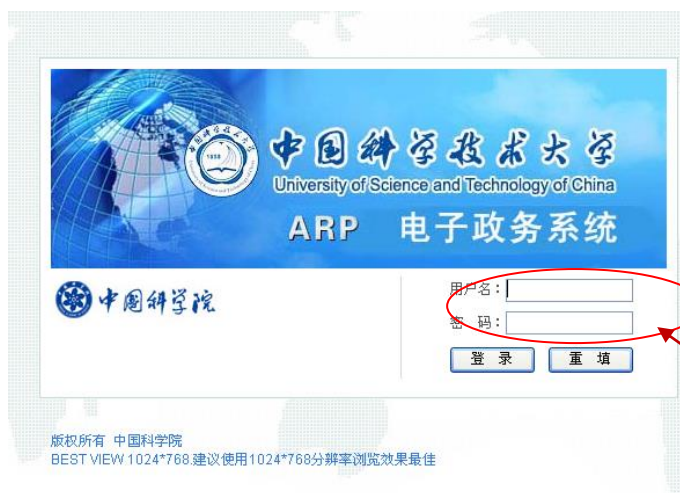 中国科学技术大学
University of Science and Technology of China
ARP 电子政务系统
1958
中国科学院
用户名：
密 码：
登 录 重 填
版权所有 中国科学院
BEST VIEW 1024*768.建议使用1024*768分辨率浏览效果最佳